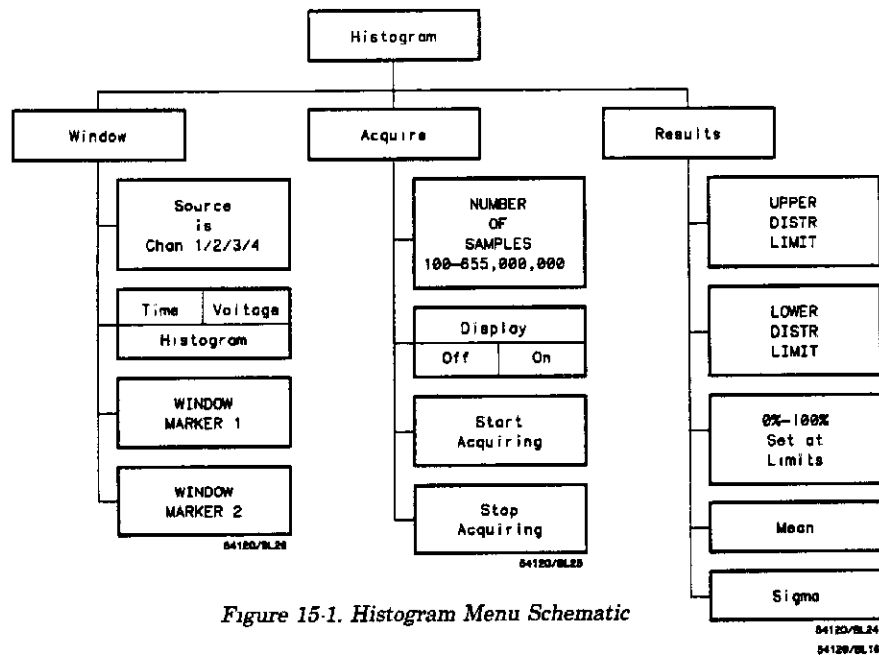 Histogram
Window
Source
is
Chan 1/2/3/4
Time Voltage
Histogram
WINDOW
MARKER 1
WINDOW
MARKER 2
54120/BL26
Acquire
NUMBER
OF
SAMPLES
100–655,000,000
Display
Off On
Start
Acquiring
Stop
Acquiring
54120/BL25
Results
UPPER
DISTR
LIMIT
LOWER
DISTR
LIMIT
0%–100%
Set at
Limits
Mean
Sigma
54120/BL24
54120/BL16
Figure 15-1. Histogram Menu Schematic